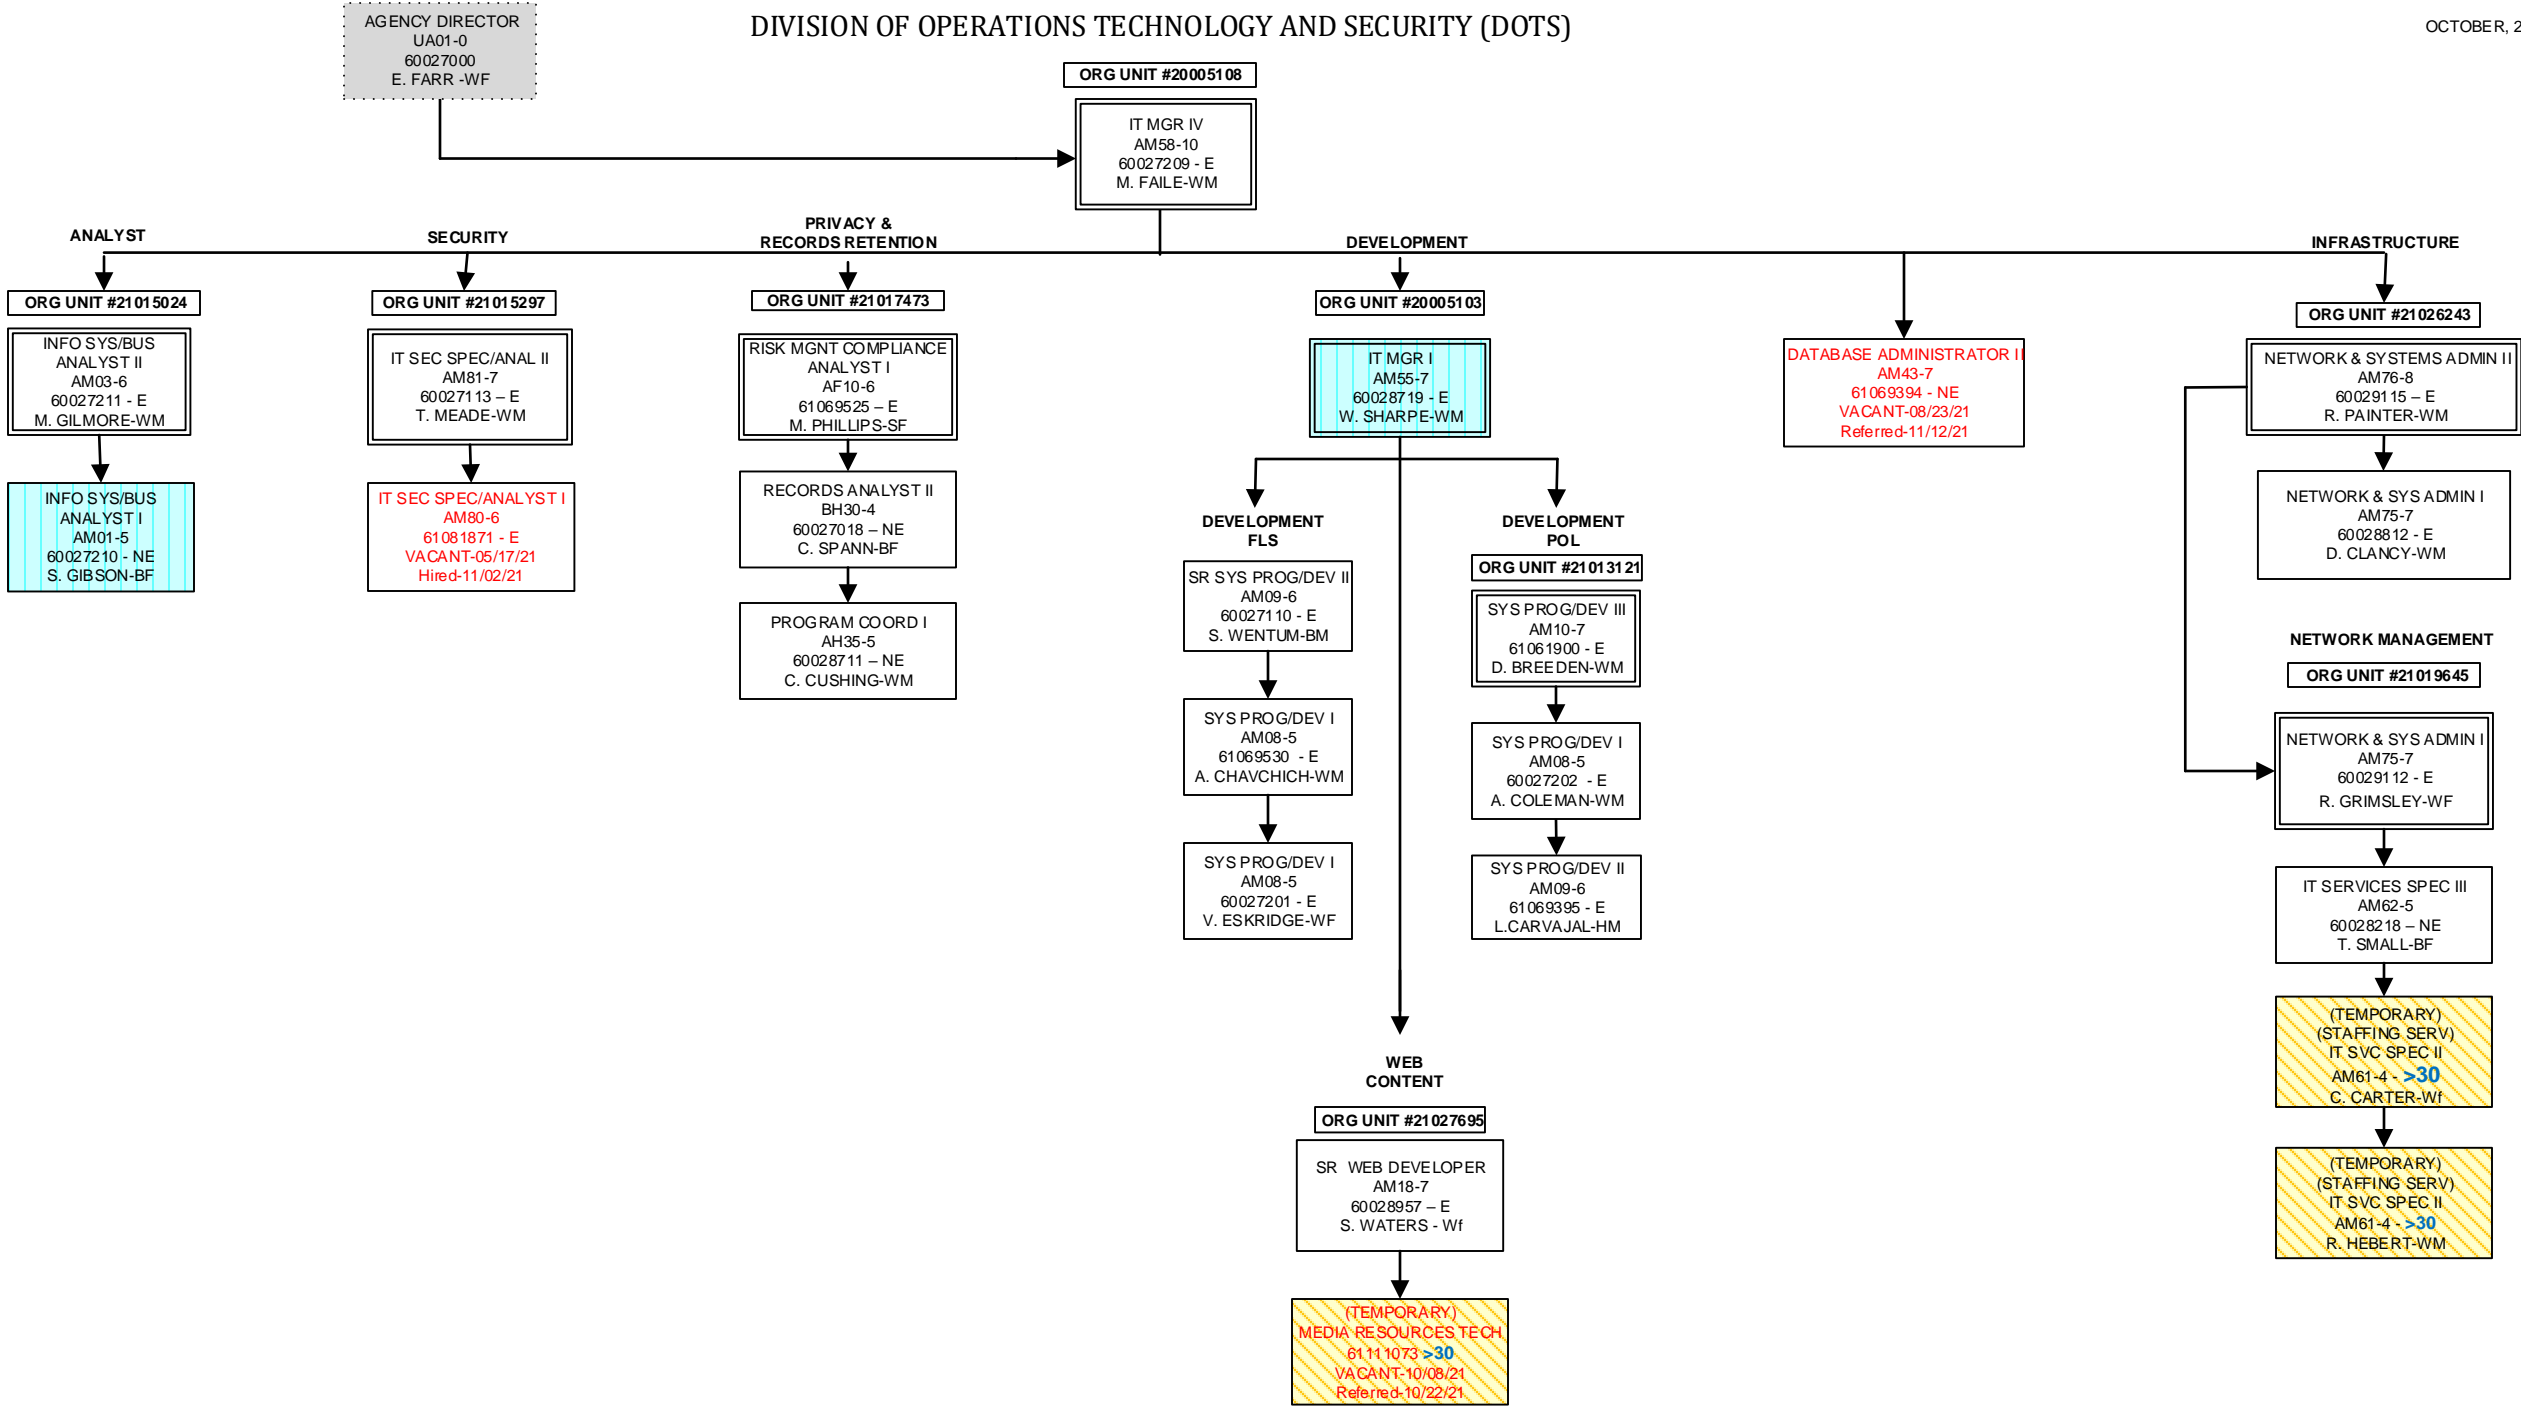 AGENCY DIRECTOR
UA01-0
60027000
E. FARR -WF
DIVISION OF OPERATIONS TECHNOLOGY AND SECURITY (DOTS)
OCTOBER, 2
ORG UNIT #20005108
IT MGR IV
AM58-10
60027209 - E
M. FAILE-WM
ANALYST
ORG UNIT #21015024
INFO SYS/BUS
ANALYST II
AM03-6
60027211 - E
M. GILMORE-WM
INFO SYS/BUS
ANALYST I
AM01-5
60027210 - NE
S. GIBSON-BF
SECURITY
ORG UNIT #21015297
IT SEC SPEC/ANAL II
AM81-7
60027113 – E
T. MEADE-WM
IT SEC SPEC/ANALYST I
AM80-6
61081871 - E
VACANT-05/17/21
Hired-11/02/21
PRIVACY &
RECORDS RETENTION
ORG UNIT #21017473
RISK MGNT COMPLIANCE
ANALYST I
AF10-6
61069525 – E
M. PHILLIPS-SF
RECORDS ANALYST II
BH30-4
60027018 – NE
C. SPANN-BF
PROGRAM COORD I
AH35-5
60028711 – NE
C. CUSHING-WM
DEVELOPMENT
ORG UNIT #20005103
IT MGR I
AM55-7
60028719 - E
W. SHARPE-WM
DEVELOPMENT
FLS
SR SYS PROG/DEV II
AM09-6
60027110 - E
S. WENTUM-BM
SYS PROG/DEV I
AM08-5
61069530  - E
A. CHAVCHICH-WM
SYS PROG/DEV I
AM08-5
60027201 - E
V. ESKRIDGE-WF
DEVELOPMENT
POL
ORG UNIT #21013121
SYS PROG/DEV III
AM10-7
61061900 - E
D. BREEDEN-WM
SYS PROG/DEV I
AM08-5
60027202  - E
A. COLEMAN-WM
SYS PROG/DEV II
AM09-6
61069395 - E
L.CARVAJAL-HM
WEB
CONTENT
ORG UNIT #21027695
SR  WEB DEVELOPER
AM18-7
60028957 – E
S. WATERS - Wf
(TEMPORARY)
MEDIA RESOURCES TECH
61111073 >30
VACANT-10/08/21
Referred-10/22/21
DATABASE ADMINISTRATOR II
AM43-7
61069394 - NE
VACANT-08/23/21
Referred-11/12/21
INFRASTRUCTURE
ORG UNIT #21026243
NETWORK & SYSTEMS ADMIN II
AM76-8
60029115 – E
R. PAINTER-WM
NETWORK & SYS ADMIN I
AM75-7
60028812 - E
D. CLANCY-WM
NETWORK MANAGEMENT
ORG UNIT #21019645
NETWORK & SYS ADMIN I
AM75-7
60029112 - E
R. GRIMSLEY-WF
IT SERVICES SPEC III
AM62-5
60028218 – NE
T. SMALL-BF
(TEMPORARY)
(STAFFING SERV)
IT SVC SPEC II
AM61-4 - >30
C. CARTER-Wf
(TEMPORARY)
(STAFFING SERV)
IT SVC SPEC II
AM61-4 - >30
R. HEBERT-WM